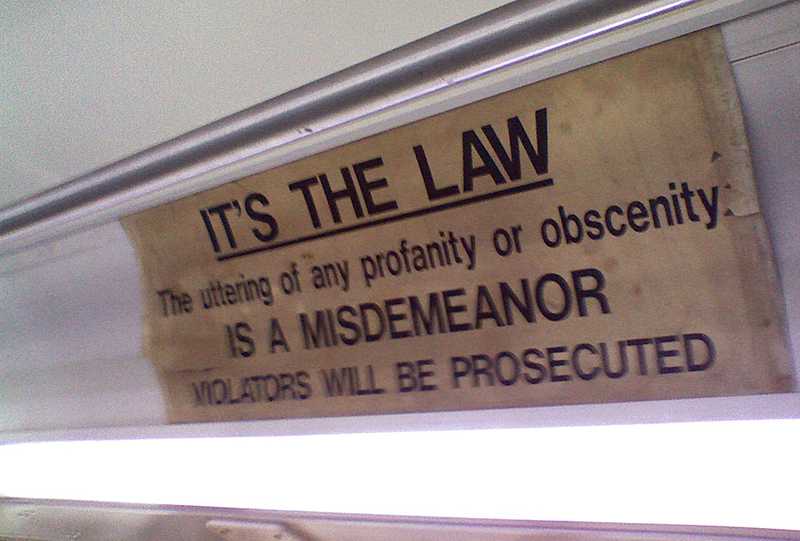 IT'S THE LAW
The uttering of any profanity or obscenity
IS A MISDEMEANOR
VIOLATORS WILL BE PROSECUTED